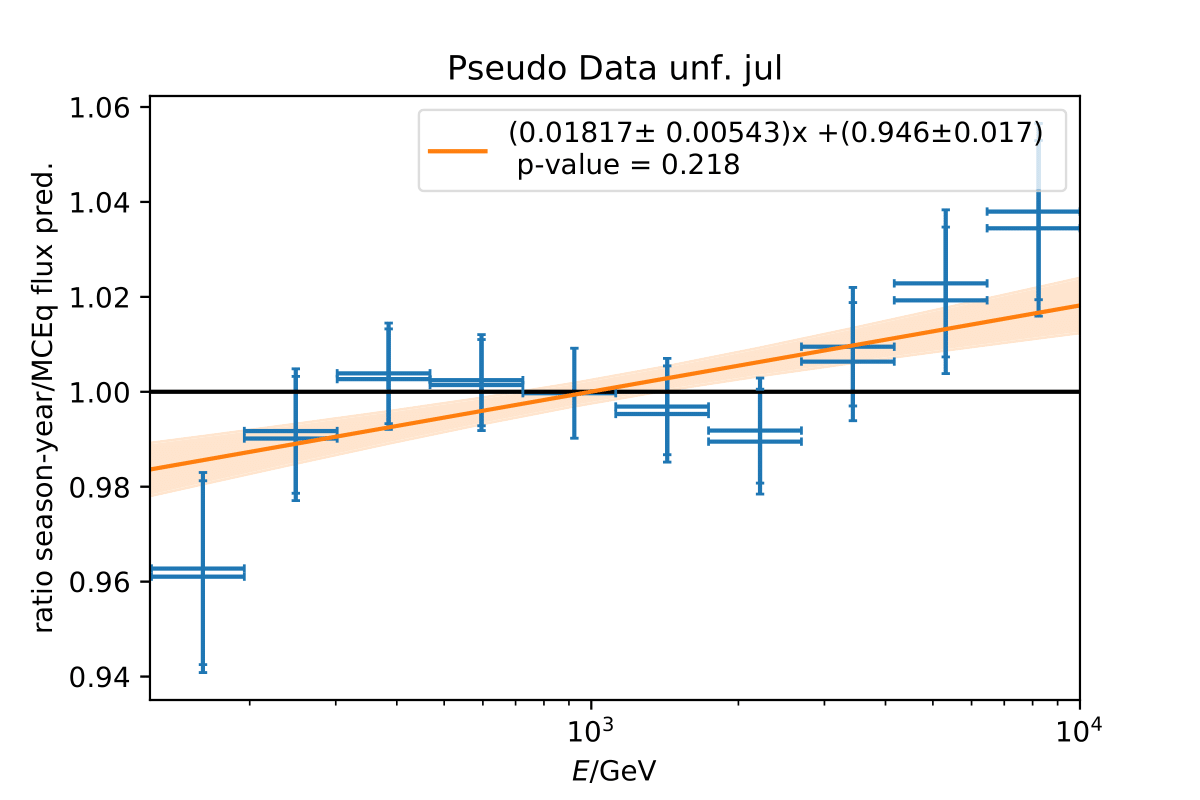 Pseudo Data unf. jul
(0.01817± 0.00543)x +(0.946±0.017)
p-value = 0.218
ratio season-year/MCEq flux pred.
1.06
1.04
1.02
1.00
0.98
0.96
0.94
10³
10⁴
E/GeV